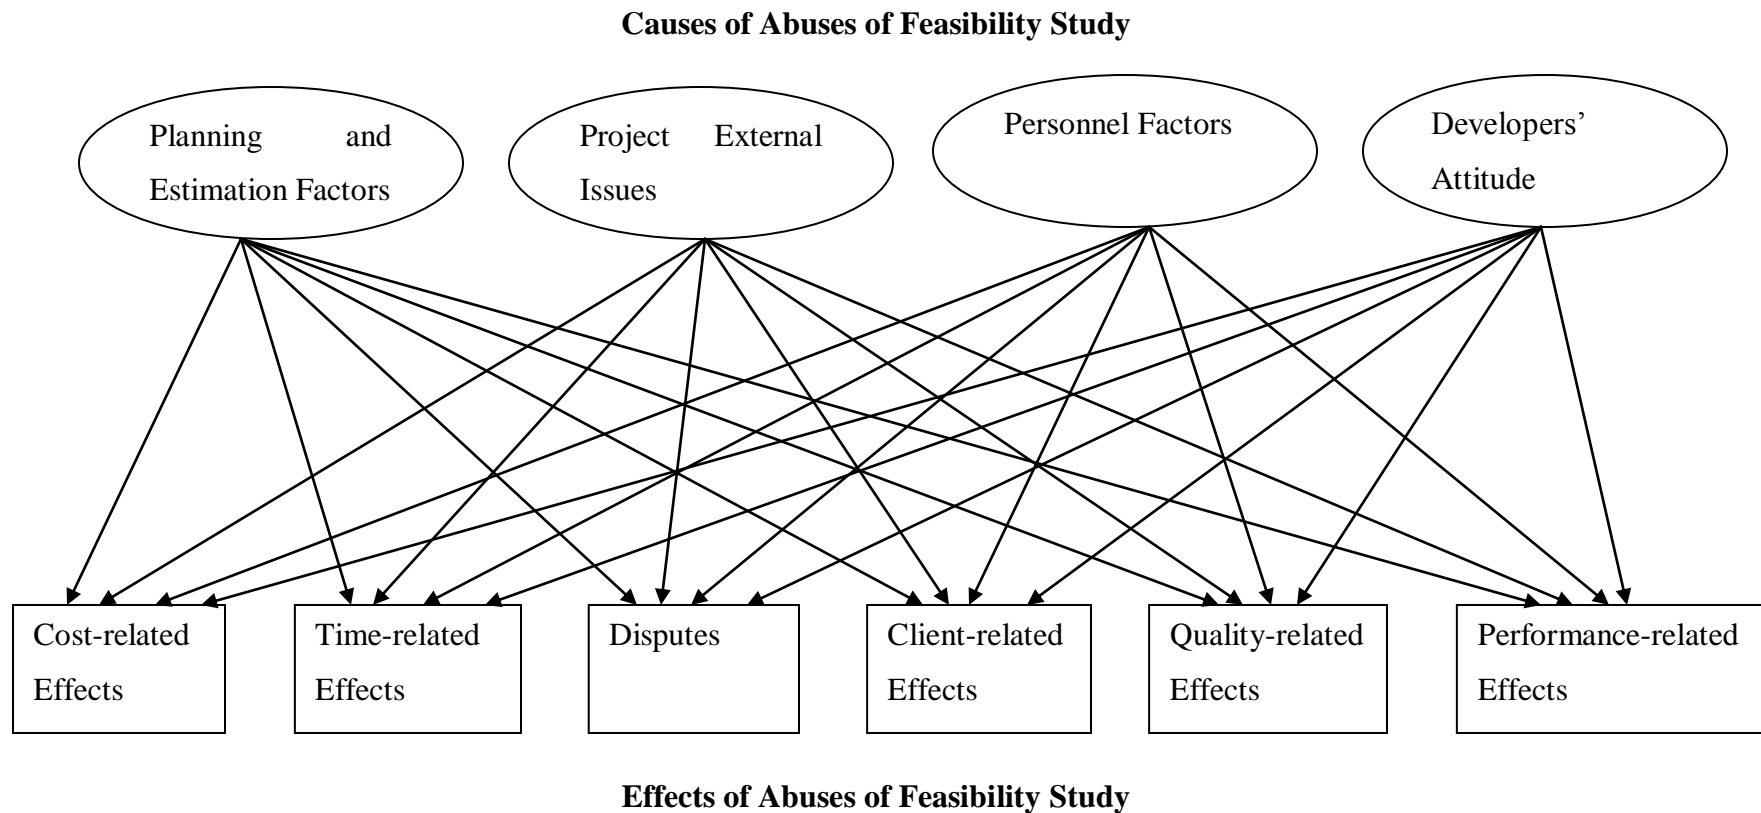 Causes of Abuses of Feasibility Study
Planning and
Estimation Factors
Project External
Issues
Personnel Factors
Developers’
Attitude
Cost-related
Effects
Time-related
Effects
Disputes
Client-related
Effects
Quality-related
Effects
Performance-related
Effects
Effects of Abuses of Feasibility Study